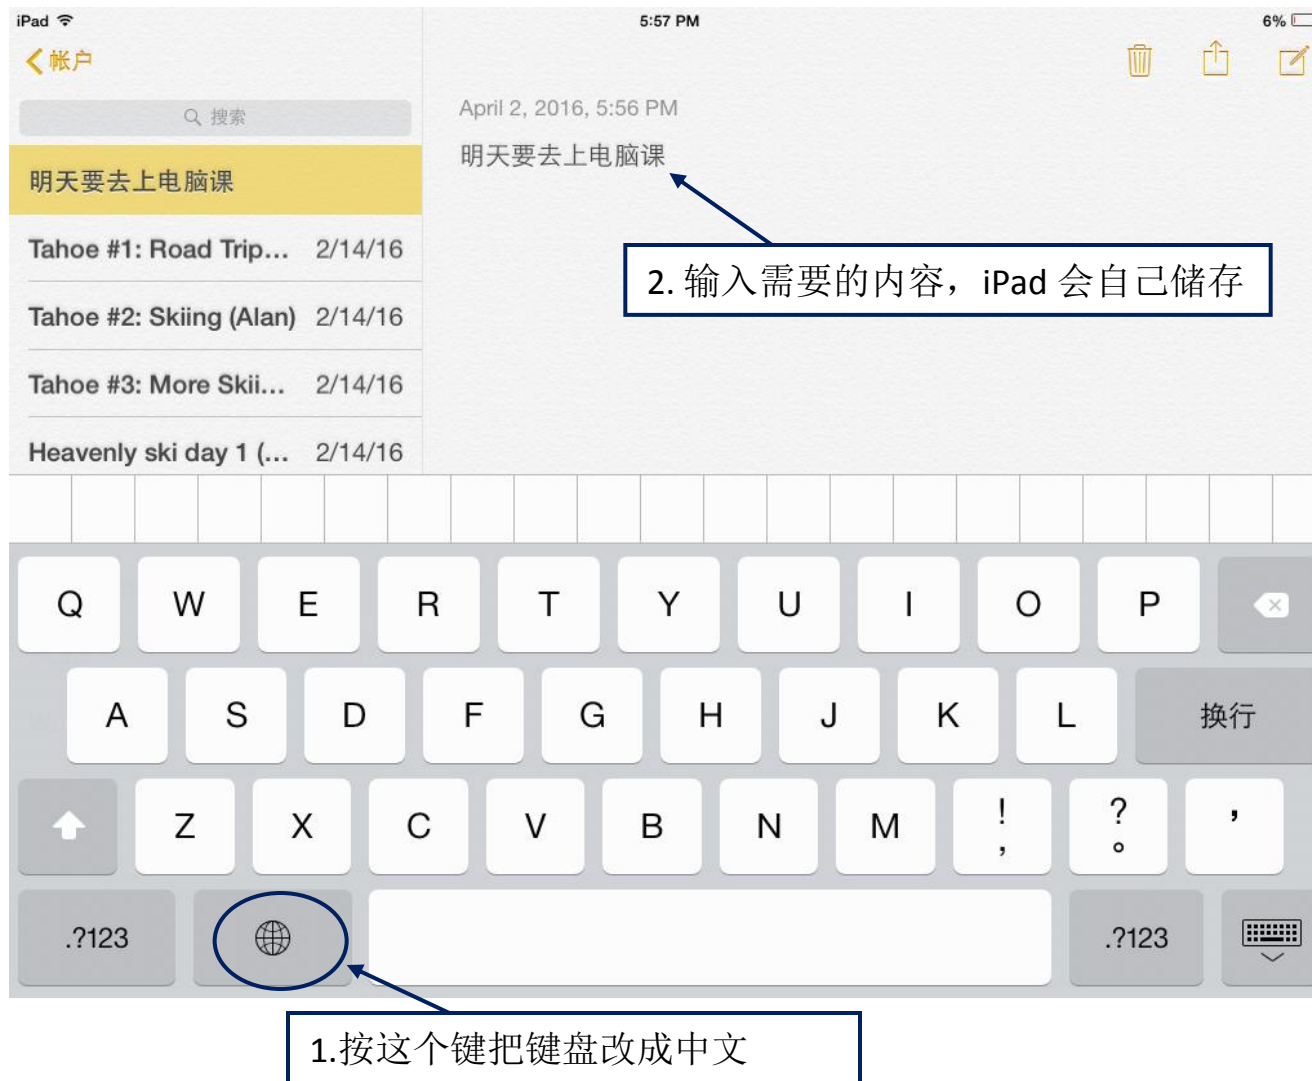 iPad 5:57 PM 6%
帐户
搜索
April 2, 2016, 5:56 PM
明天要去上电脑课
明天要去上电脑课
2. 输入需要的内容，iPad 会自己储存
Tahoe #1: Road Trip... 2/14/16
Tahoe #2: Skiing (Alan) 2/14/16
Tahoe #3: More Skii... 2/14/16
Heavenly ski day 1 (... 2/14/16
Q W E R T Y U I O P
A S D F G H J K L 换行
Z X C V B N M ! , ? 。 ，
.?123 .?123
1.按这个键把键盘改成中文